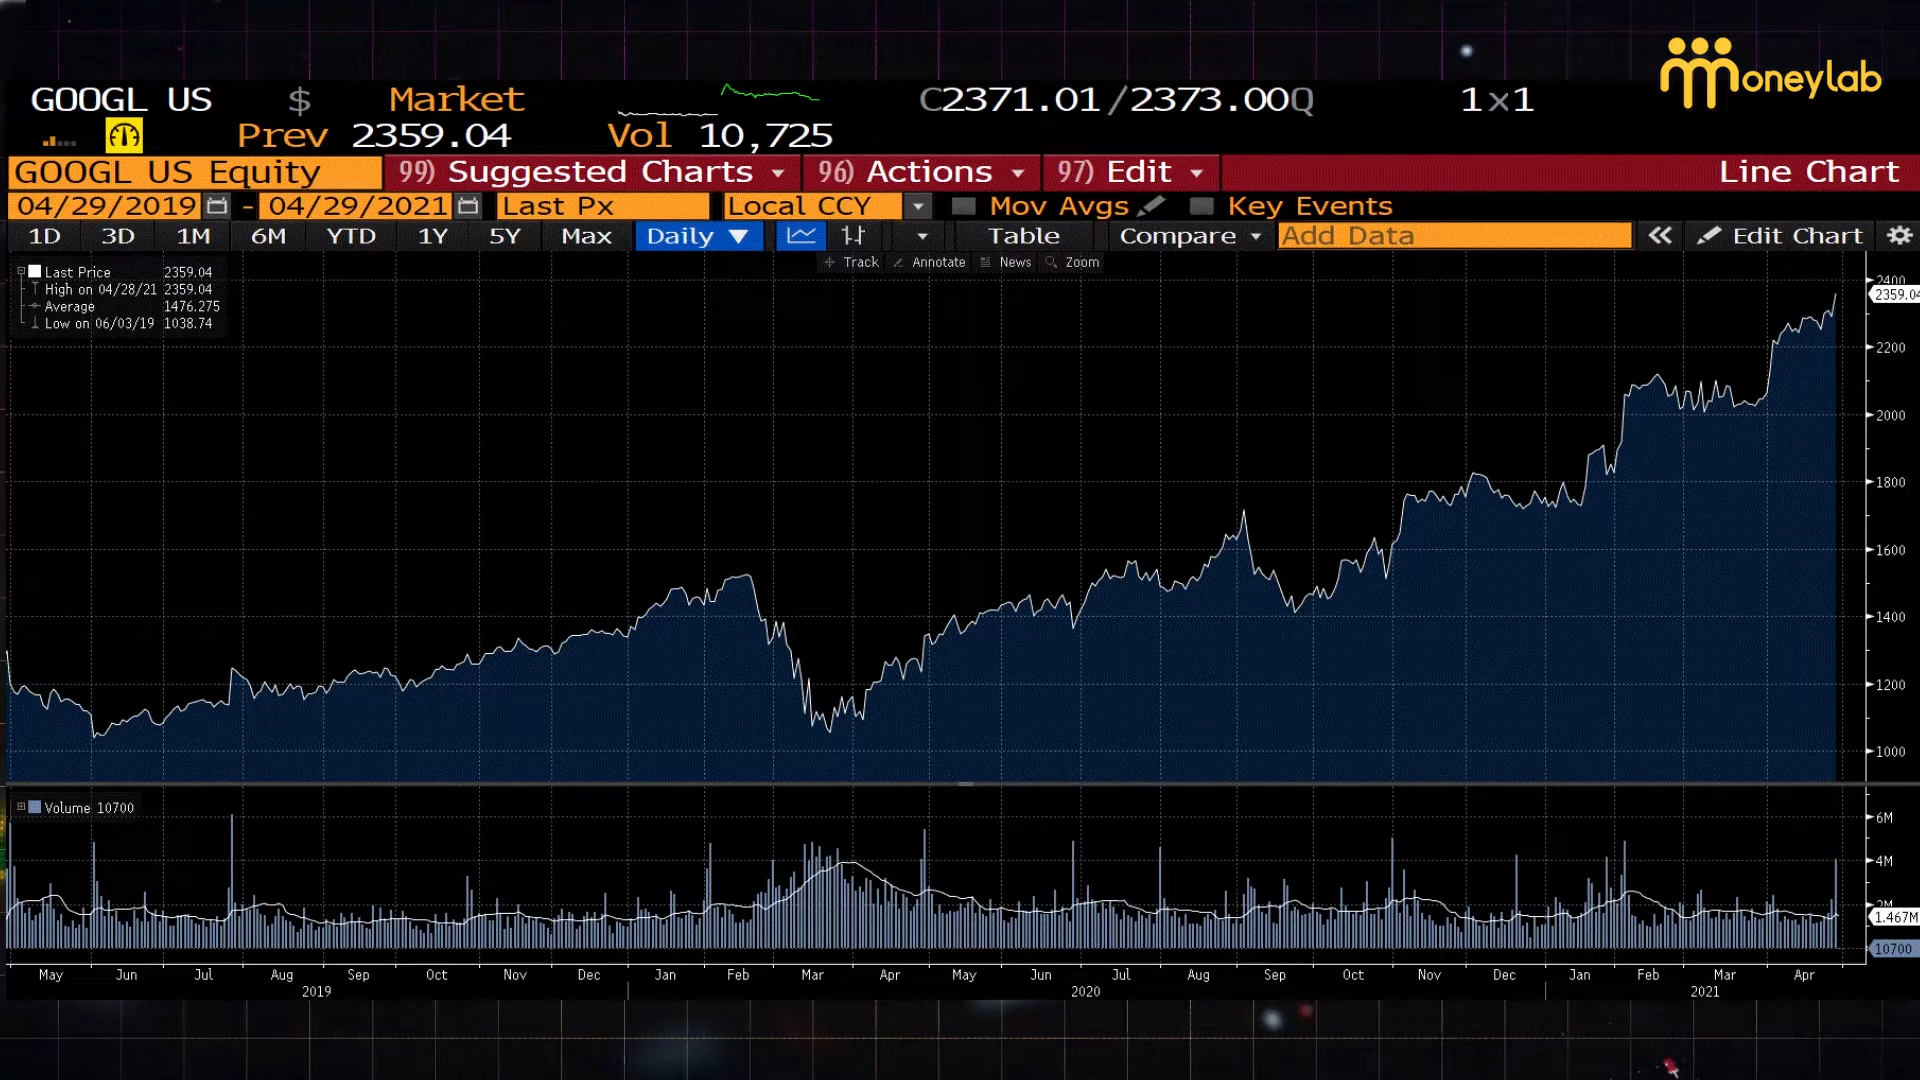 Moneylab
GOOGL US $ Market C2371.01/2373.00Q 1x1
Prev 2359.04 Vol 10,725
GOOGL US Equity 99) Suggested Charts 96) Actions 97) Edit Line Chart
04/29/2019 - 04/29/2021 Last Px Local CCY Mov Avgs Key Events
1D 3D 1M 6M YTD 1Y 5Y Max Daily Table Compare Add Data « Edit Chart
Track Annotate News Zoom
Last Price 2359.04
High on 04/28/21 2359.04
Average 1476.275
Low on 06/03/19 1038.74
2400
2359.04
2200
2000
1800
1600
1400
1200
1000
Volume 10700
6M
4M
2M
1.467M
10700
May Jun Jul Aug Sep Oct Nov Dec Jan Feb Mar Apr May Jun Jul Aug Sep Oct Nov Dec Jan Feb Mar Apr
2019 2020 2021